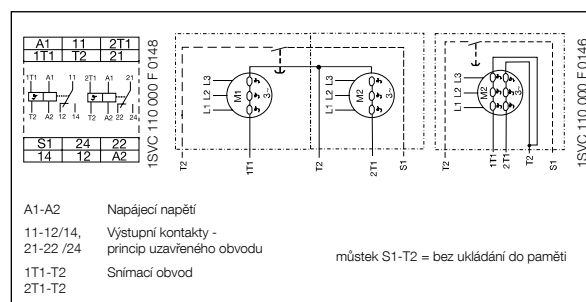 A1 11 2T1
1T1 T2 21
1T1 A1 11 2T1 A1 21
T2 A2 12 14 T2 A2 22 24
S1 24 22
14 12 A2
1SVC 110 000 F 0148
L3
L2
L1
M1
3~
L3
L2
L1
M2
3~
T2
1T1
T2
2T1
S1
L3
L2
L1
M2
3~
T2
1T1
2T1
T2
S1
1SVC 110 000 F 0146
A1-A2 Napájecí napětí
11-12/14, Výstupní kontakty -
21-22 /24 princip uzavřeného obvodu
1T1-T2 Snímací obvod
2T1-T2
můstek S1-T2 = bez ukládání do paměti